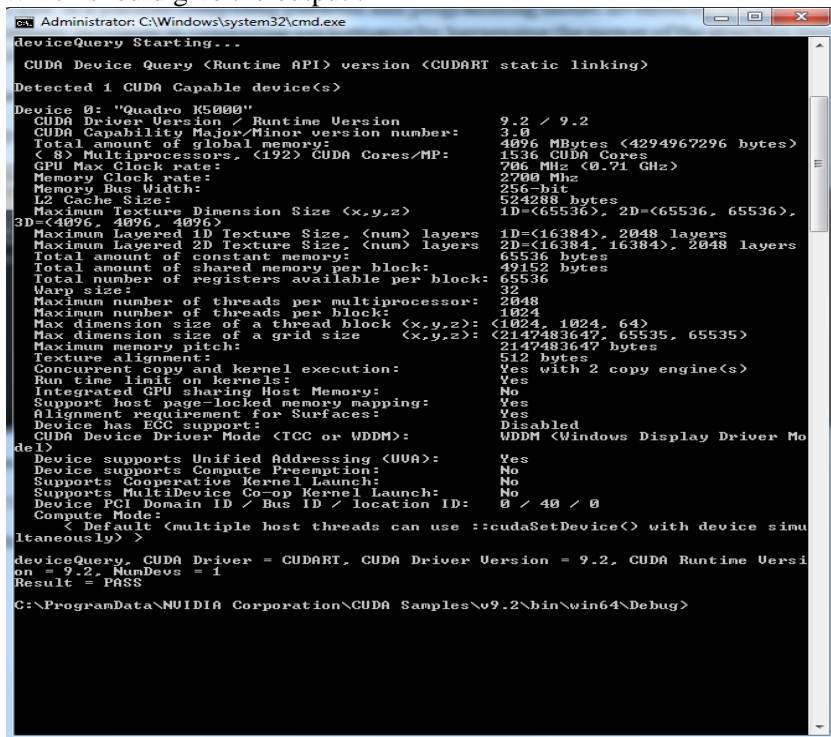 Administrator: C:\Windows\system32\cmd.exe
deviceQuery Starting...
CUDA Device Query (Runtime API) version (CUDART static linking)
Detected 1 CUDA Capable device(s)
Device 0: "Quadro K5000"
CUDA Driver Version / Runtime Version 9.2 / 9.2
CUDA Capability Major/Minor version number: 3.0
Total amount of global memory: 4096 MBytes (4294967296 bytes)
( 8) Multiprocessors, (192) CUDA Cores/MP: 1536 CUDA Cores
GPU Max Clock rate: 706 MHz (0.71 GHz)
Memory Clock rate: 2700 Mhz
Memory Bus Width: 256-bit
L2 Cache Size: 524288 bytes
Maximum Texture Dimension Size (x,y,z) 1D=(65536), 2D=(65536, 65536),
3D=(4096, 4096, 4096)
Maximum Layered 1D Texture Size, (num) layers 1D=(16384), 2048 layers
Maximum Layered 2D Texture Size, (num) layers 2D=(16384, 16384), 2048 layers
Total amount of constant memory: 65536 bytes
Total amount of shared memory per block: 49152 bytes
Total number of registers available per block: 65536
Warp size: 32
Maximum number of threads per multiprocessor: 2048
Maximum number of threads per block: 1024
Max dimension size of a thread block (x,y,z): (1024, 1024, 64)
Max dimension size of a grid size (x,y,z): (2147483647, 65535, 65535)
Maximum memory pitch: 2147483647 bytes
Texture alignment: 512 bytes
Concurrent copy and kernel execution: Yes with 2 copy engine(s)
Run time limit on kernels: Yes
Integrated GPU sharing Host Memory: No
Support host page-locked memory mapping: Yes
Alignment requirement for Surfaces: Yes
Device has ECC support: Disabled
CUDA Device Driver Mode (TCC or WDDM): WDDM (Windows Display Driver Mo
del)
Device supports Unified Addressing (UVA): Yes
Device supports Compute Preemption: No
Supports Cooperative Kernel Launch: No
Supports MultiDevice Co-op Kernel Launch: No
Device PCI Domain ID / Bus ID / location ID: 0 / 40 / 0
Compute Mode:
< Default (multiple host threads can use ::cudaSetDevice() with device simu
ltaneously) >
deviceQuery, CUDA Driver = CUDART, CUDA Driver Version = 9.2, CUDA Runtime Versi
on = 9.2, NumDevs = 1
Result = PASS
C:\ProgramData\NVIDIA Corporation\CUDA Samples\v9.2\bin\win64\Debug>